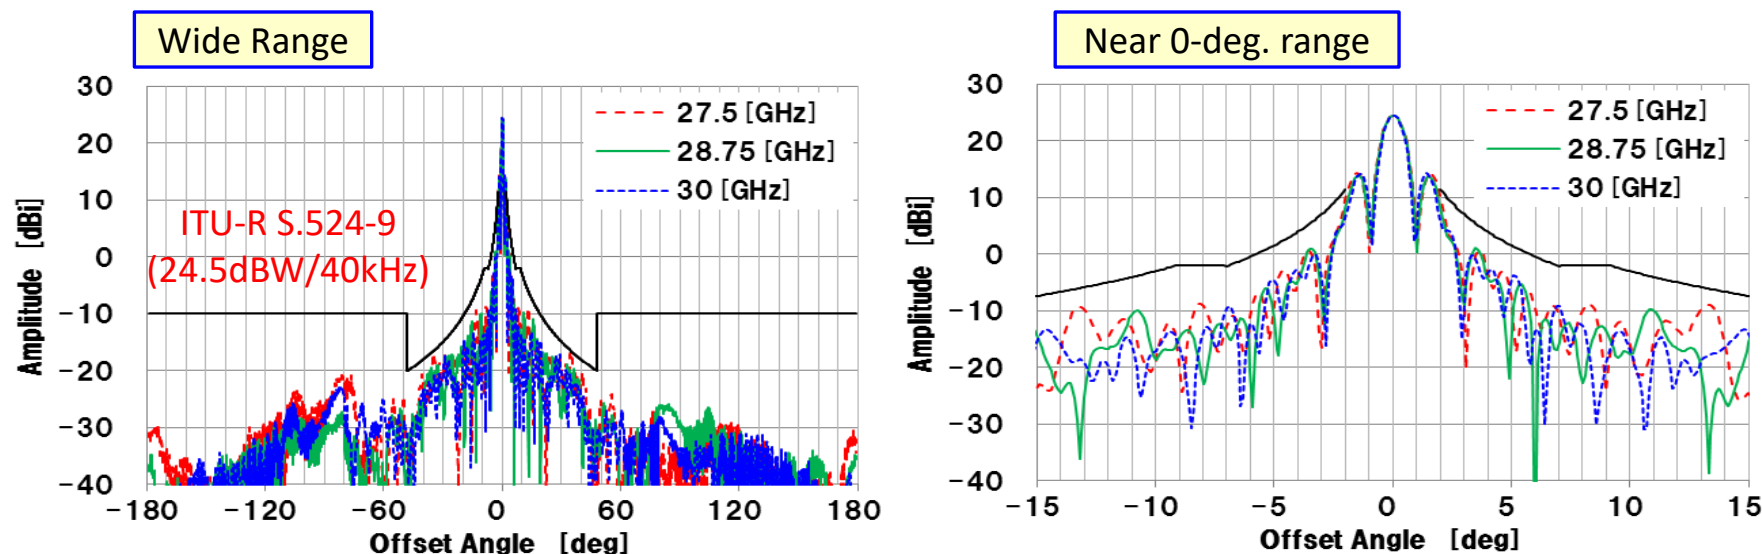 Wide Range
30
20
10
0
−10
−20
−30
−40
Amplitude [dBi]
27.5 [GHz]
28.75 [GHz]
30 [GHz]
ITU-R S.524-9
(24.5dBW/40kHz)
−180 −120 −60 0 60 120 180
Offset Angle [deg]
Near 0-deg. range
30
20
10
0
−10
−20
−30
−40
Amplitude [dBi]
27.5 [GHz]
28.75 [GHz]
30 [GHz]
−15 −10 −5 0 5 10 15
Offset Angle [deg]